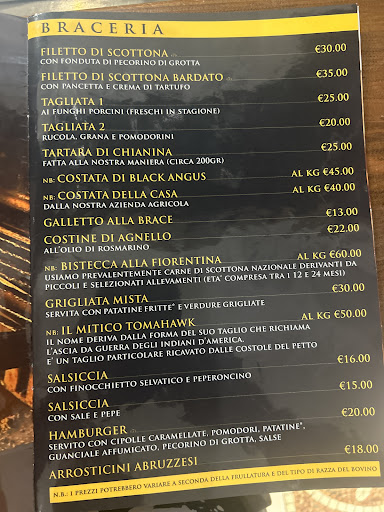 BRACERIA
FILETTO DI SCOTTONA €30.00
CON FONDUTA DI PECORINO DI GROTTA
FILETTO DI SCOTTONA BARDATO €35.00
CON PANCETTA E CREMA DI TARTUFO
TAGLIATA 1 €25.00
AI FUNGHI PORCINI (FRESCHI IN STAGIONE)
TAGLIATA 2 €20.00
RUCOLA, GRANA E POMODORINI
TARTARA DI CHIANINA €25.00
FATTA ALLA NOSTRA MANIERA (CIRCA 200GR)
NB: COSTATA DI BLACK ANGUS AL KG €45.00
NB: COSTATA DELLA CASA AL KG €40.00
DALLA NOSTRA AZIENDA AGRICOLA
GALLETTO ALLA BRACE €13.00
COSTINE DI AGNELLO €22.00
ALL'OLIO DI ROSMARINO
NB: BISTECCA ALLA FIORENTINA AL KG €60.00
USIAMO PREVALENTEMENTE CARNE DI SCOTTONA NAZIONALE DERIVANTI DA
PICCOLI E SELEZIONATI ALLEVAMENTI (ETA' COMPRESA TRA I 12 E 24 MESI)
GRIGLIATA MISTA €30.00
SERVITA CON PATATINE FRITTE* E VERDURE GRIGLIATE
NB: IL MITICO TOMAHAWK AL KG €50.00
IL NOME DERIVA DALLA FORMA DEL SUO TAGLIO CHE RICHIAMA
L'ASCIA DA GUERRA DEGLI INDIANI D'AMERICA.
E' UN TAGLIO PARTICOLARE RICAVATO DALLE COSTOLE DEL PETTO
SALSICCIA €16.00
CON FINOCCHIETTO SELVATICO E PEPERONCINO
SALSICCIA €15.00
CON SALE E PEPE
HAMBURGER €20.00
SERVITO CON CIPOLLE CARAMELLATE, POMODORI, PATATINE*,
GUANCIALE AFFUMICATO, PECORINO DI GROTTA, SALSE
ARROSTICINI ABRUZZESI €18.00
N.B.: I PREZZI POTREBBERO VARIARE A SECONDA DELLA FRULLATURA E DEL TIPO DI RAZZA DEL BOVINO